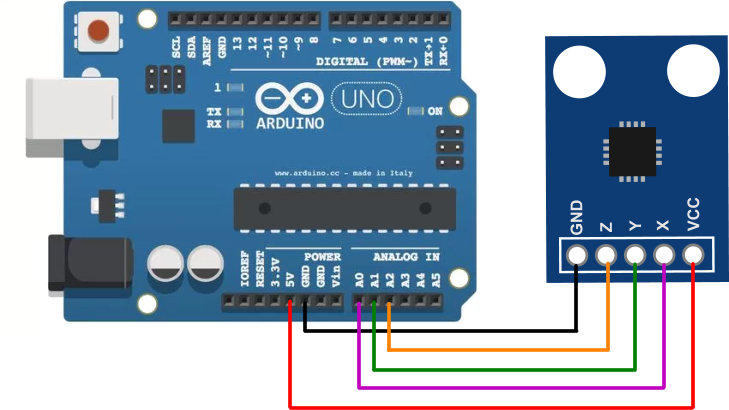 SCL
SDA
AREF
GND
13
12
~11
~10
~9
8
7
6
5
4
3
2
TX→1
RX←0
DIGITAL (PWM~)
1
TX
RX
ARDUINO
UNO
ON
www.arduino.cc - made in Italy
POWER
ANALOG IN
IOREF
RESET
3.3V
5V
GND
GND
Vin
A0
A1
A2
A3
A4
A5
GND
Z
Y
X
VCC